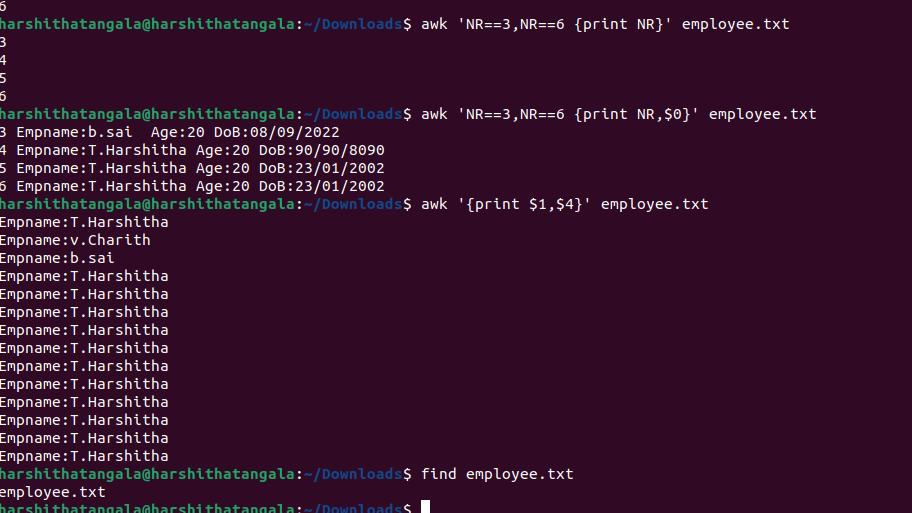 6
harshithatangala@harshithatangala:~/Downloads$ awk 'NR==3,NR==6 {print NR}' employee.txt
3
4
5
6
harshithatangala@harshithatangala:~/Downloads$ awk 'NR==3,NR==6 {print NR,$0}' employee.txt
3 Empname:b.sai  Age:20 DoB:08/09/2022
4 Empname:T.Harshitha Age:20 DoB:90/90/8090
5 Empname:T.Harshitha Age:20 DoB:23/01/2002
6 Empname:T.Harshitha Age:20 DoB:23/01/2002
harshithatangala@harshithatangala:~/Downloads$ awk '{print $1,$4}' employee.txt
Empname:T.Harshitha
Empname:v.Charith
Empname:b.sai
Empname:T.Harshitha
Empname:T.Harshitha
Empname:T.Harshitha
Empname:T.Harshitha
Empname:T.Harshitha
Empname:T.Harshitha
Empname:T.Harshitha
Empname:T.Harshitha
Empname:T.Harshitha
Empname:T.Harshitha
Empname:T.Harshitha
harshithatangala@harshithatangala:~/Downloads$ find employee.txt
employee.txt
harshithatangala@harshithatangala:~/Downloads$